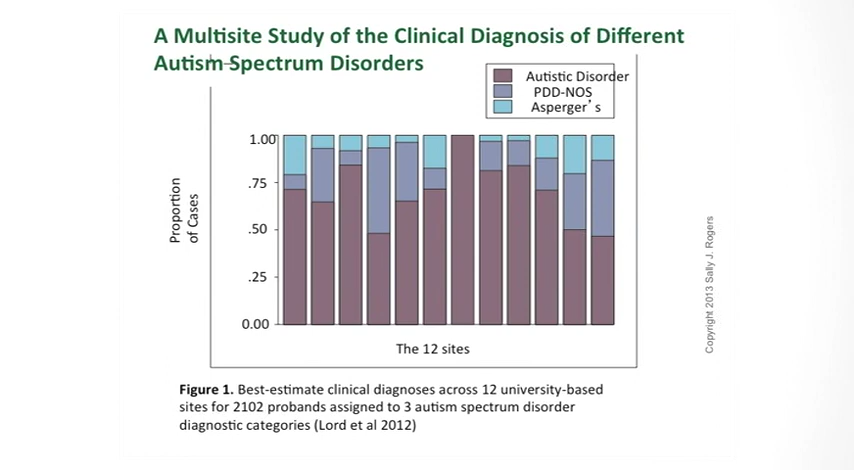 A Multisite Study of the Clinical Diagnosis of Different
Autism Spectrum Disorders
Autistic Disorder
PDD-NOS
Asperger's
1.00
.75
.50
.25
0.00
Proportion
of Cases
The 12 sites
Copyright 2013 Sally J. Rogers
Figure 1. Best-estimate clinical diagnoses across 12 university-based
sites for 2102 probands assigned to 3 autism spectrum disorder
diagnostic categories (Lord et al 2012)